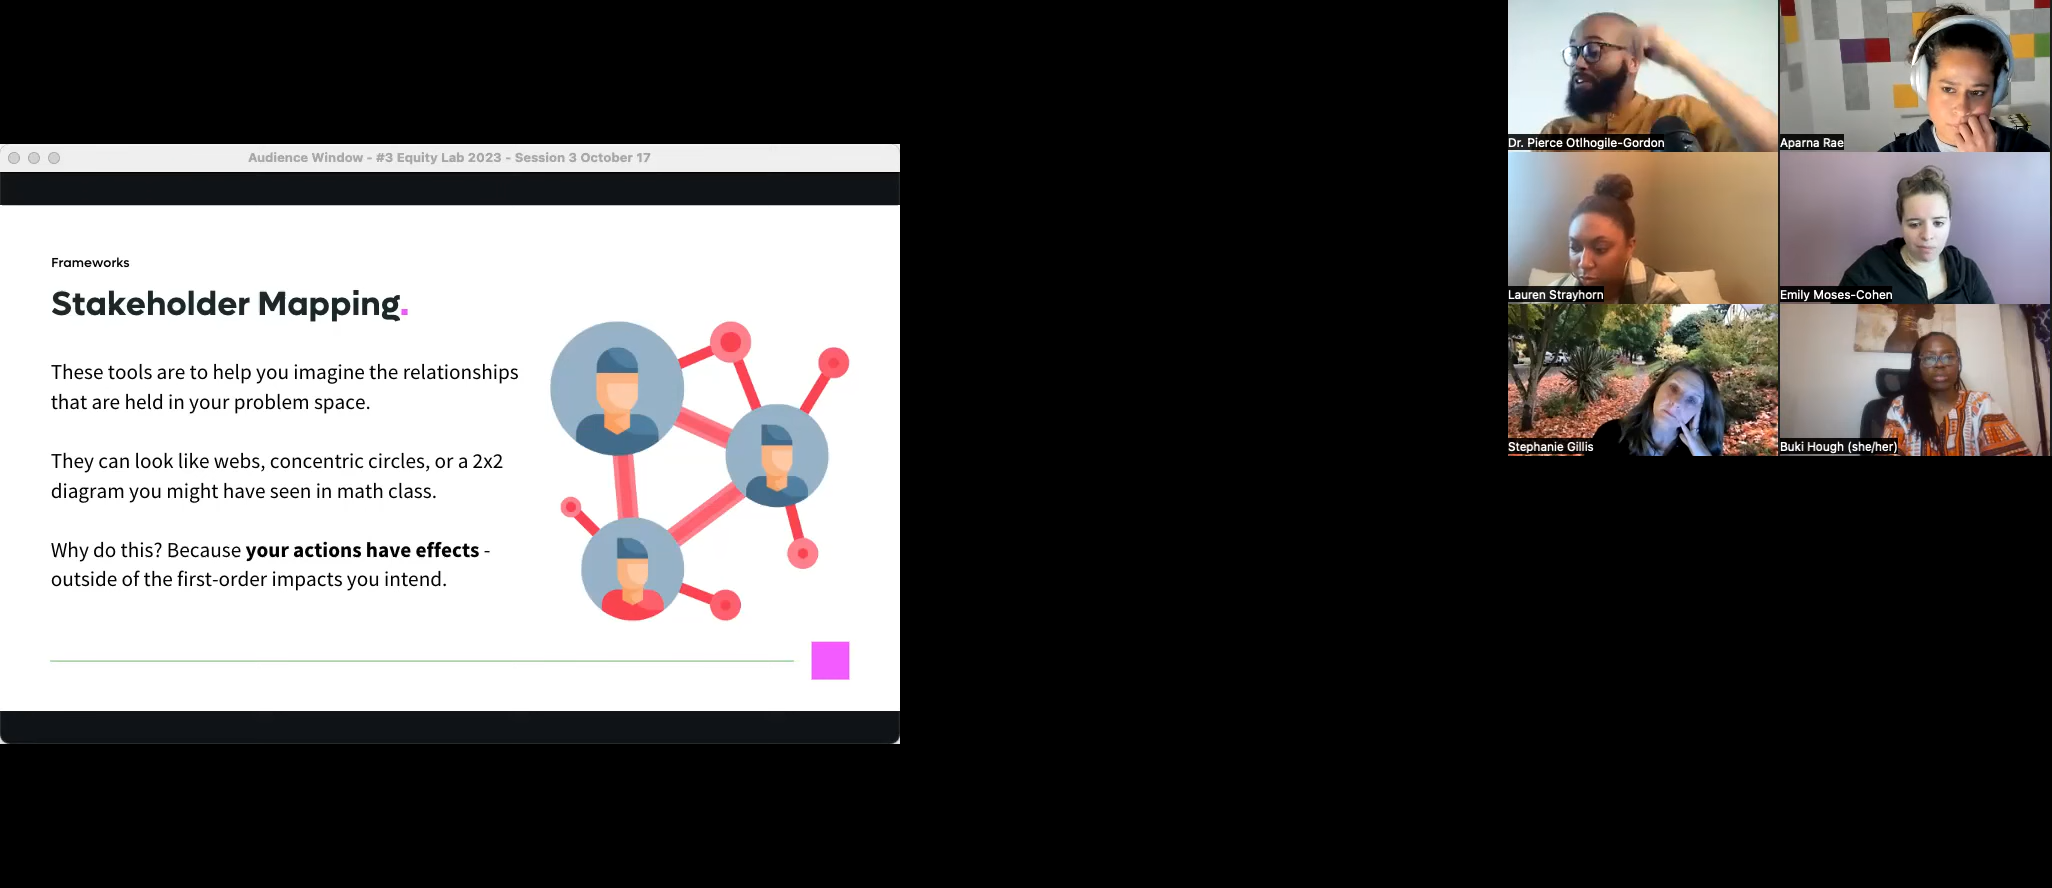 Audience Window - #3 Equity Lab 2023 - Session 3 October 17
Frameworks
Stakeholder Mapping.
These tools are to help you imagine the relationships
that are held in your problem space.
They can look like webs, concentric circles, or a 2x2
diagram you might have seen in math class.
Why do this? Because your actions have effects -
outside of the first-order impacts you intend.
Dr. Pierce Otlhogile-Gordon
Aparna Rae
Lauren Strayhorn
Emily Moses-Cohen
Stephanie Gillis
Buki Hough (she/her)